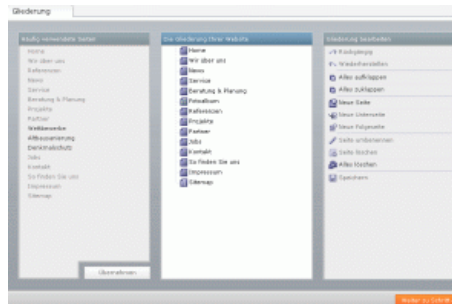 Gliederung
Häufig verwendete Seiten
Home
Wir über uns
Referenzen
News
Service
Beratung & Planung
Projekte
Partner
Wettbewerbe
Altbausanierung
Denkmalschutz
Jobs
Kontakt
So finden Sie uns
Impressum
Sitemap
Übernehmen
Die Gliederung Ihrer Website
Home
Wir über uns
News
Service
Beratung & Planung
Fotoalbum
Referenzen
Projekte
Partner
Jobs
Kontakt
So finden Sie uns
Impressum
Sitemap
Gliederung bearbeiten
Rückgängig
Wiederherstellen
Alles aufklappen
Alles zuklappen
Neue Seite
Neue Unterseite
Neue Folgeseite
Seite umbenennen
Seite löschen
Alles löschen
Speichern
Weiter zu Schritt